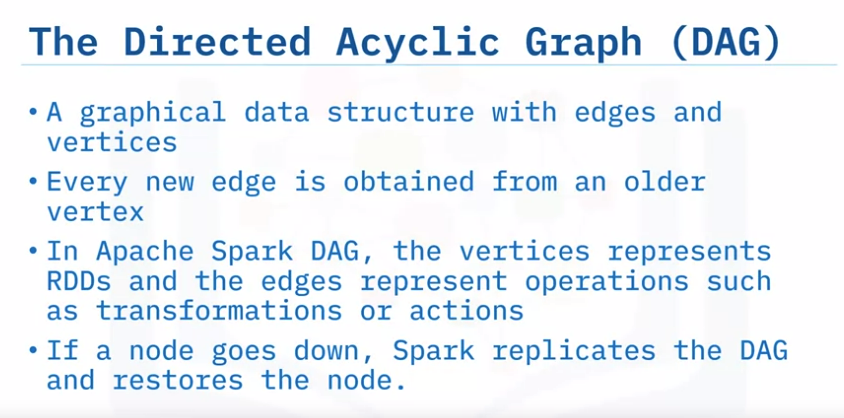 The Directed Acyclic Graph (DAG)
• A graphical data structure with edges and
vertices
• Every new edge is obtained from an older
vertex
• In Apache Spark DAG, the vertices represents
RDDs and the edges represent operations such
as transformations or actions
• If a node goes down, Spark replicates the DAG
and restores the node.